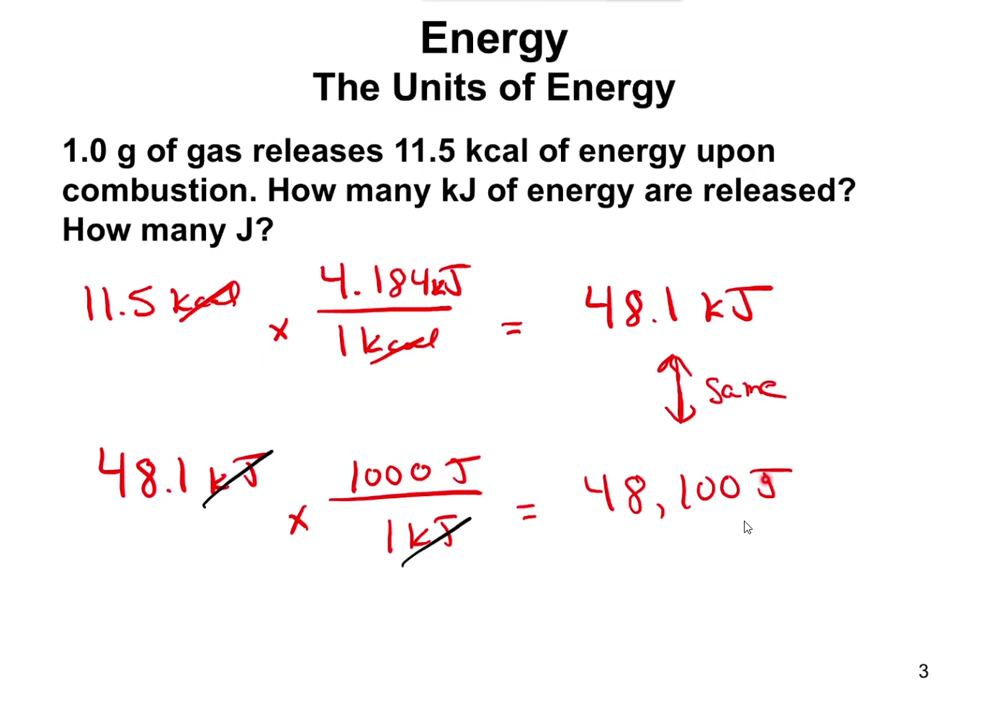 Energy
The Units of Energy
1.0 g of gas releases 11.5 kcal of energy upon
combustion. How many kJ of energy are released?
How many J?
11.5 kcal × 4.184 kJ / 1 kcal = 48.1 kJ
same
48.1 kJ × 1000 J / 1 kJ = 48,100 J
3